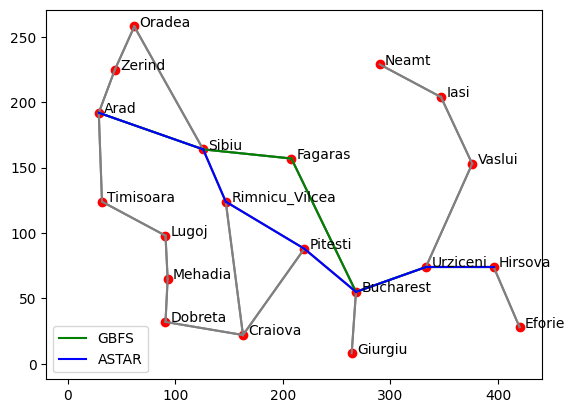 250
200
150
100
50
0
0
100
200
300
400
Oradea
Zerind
Arad
Sibiu
Fagaras
Neamt
Iasi
Vaslui
Timisoara
Rimnicu_Vilcea
Lugoj
Pitesti
Mehadia
Urziceni
Hirsova
Bucharest
Dobreta
Craiova
Eforie
Giurgiu
GBFS
ASTAR